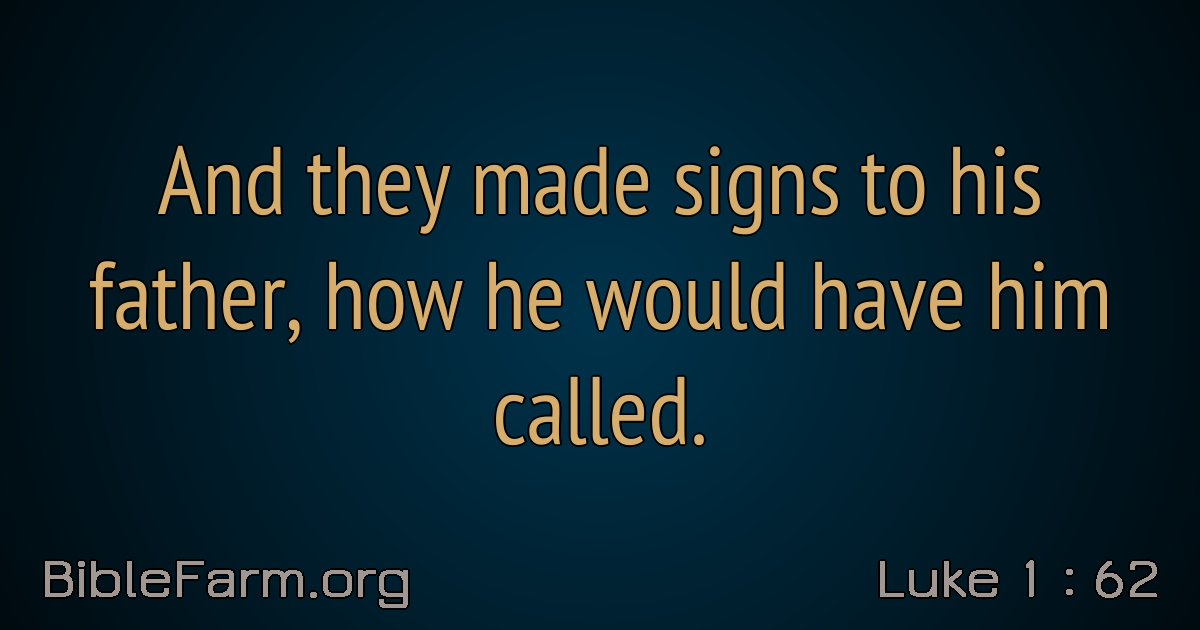 And they made signs to his
father, how he would have him
called.
BibleFarm.org
Luke 1 : 62